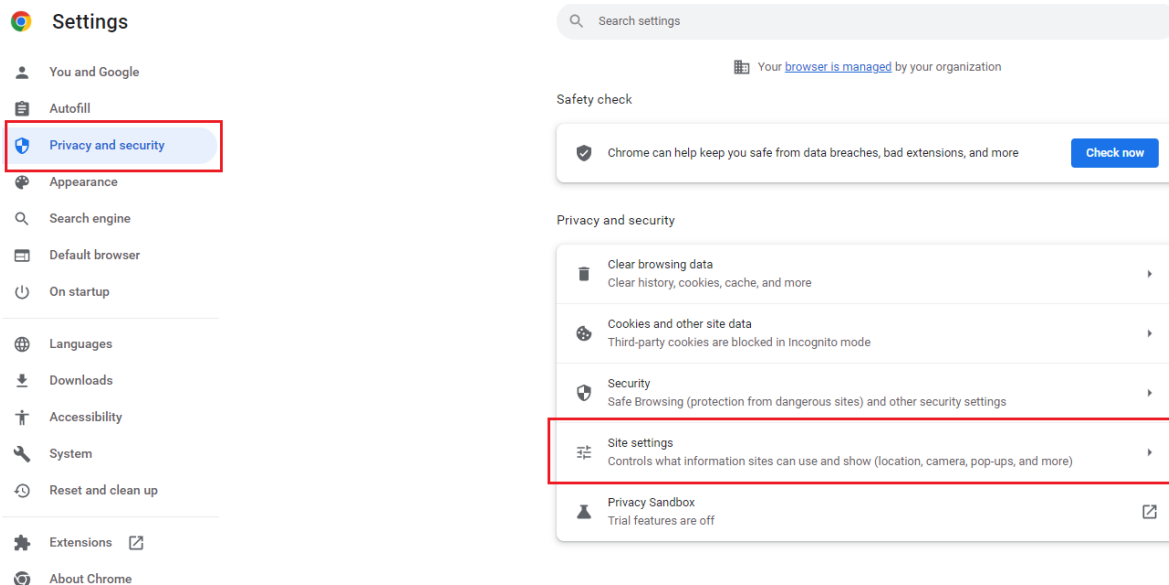 Settings
You and Google
Autofill
Privacy and security
Appearance
Search engine
Default browser
On startup
Languages
Downloads
Accessibility
System
Reset and clean up
Extensions
About Chrome
Search settings
Your browser is managed by your organization
Safety check
Chrome can help keep you safe from data breaches, bad extensions, and more
Check now
Privacy and security
Clear browsing data
Clear history, cookies, cache, and more
Cookies and other site data
Third-party cookies are blocked in Incognito mode
Security
Safe Browsing (protection from dangerous sites) and other security settings
Site settings
Controls what information sites can use and show (location, camera, pop-ups, and more)
Privacy Sandbox
Trial features are off